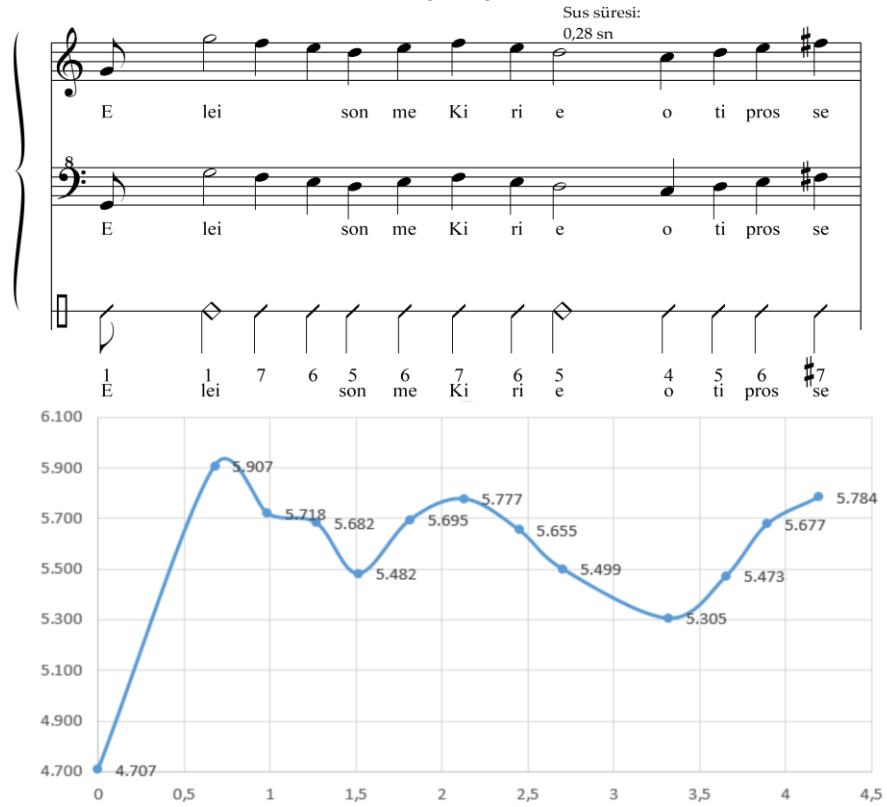 Sus süresi:
0,28 sn
E lei son me Ki ri e o ti pros se
8
E lei son me Ki ri e o ti pros se
1 1 7 6 5 6 7 6 5 4 5 6 #7
E lei son me Ki ri e o ti pros se
6.100
5.900
5.700
5.500
5.300
5.100
4.900
4.700
4.707 5.907 5.718 5.682 5.482 5.695 5.777 5.655 5.499 5.305 5.473 5.677 5.784
0 0,5 1 1,5 2 2,5 3 3,5 4 4,5